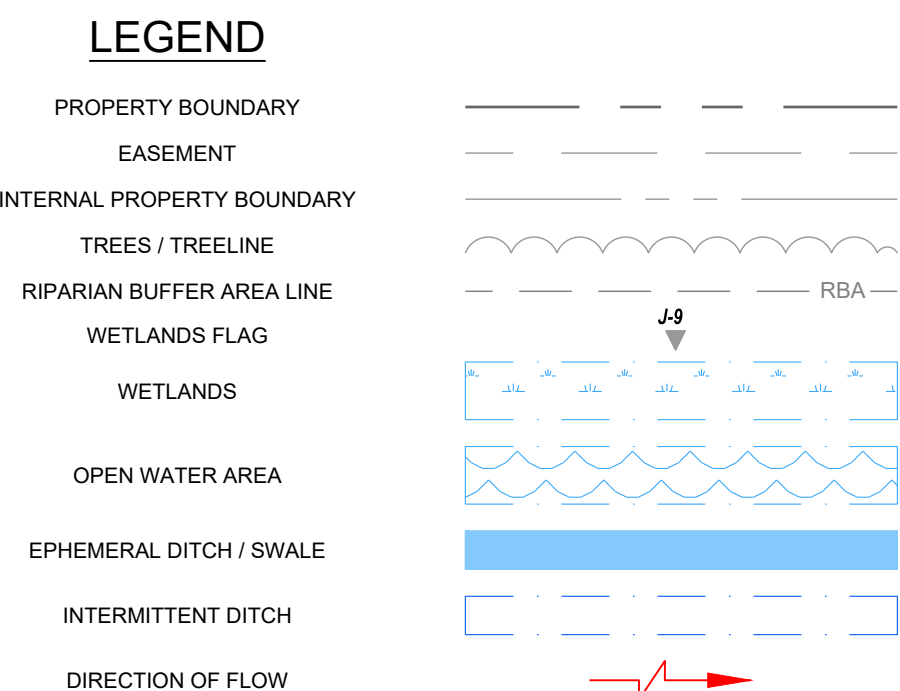 LEGEND
PROPERTY BOUNDARY
EASEMENT
INTERNAL PROPERTY BOUNDARY
TREES / TREELINE
RIPARIAN BUFFER AREA LINE RBA
WETLANDS FLAG J-9
WETLANDS
OPEN WATER AREA
EPHEMERAL DITCH / SWALE
INTERMITTENT DITCH
DIRECTION OF FLOW